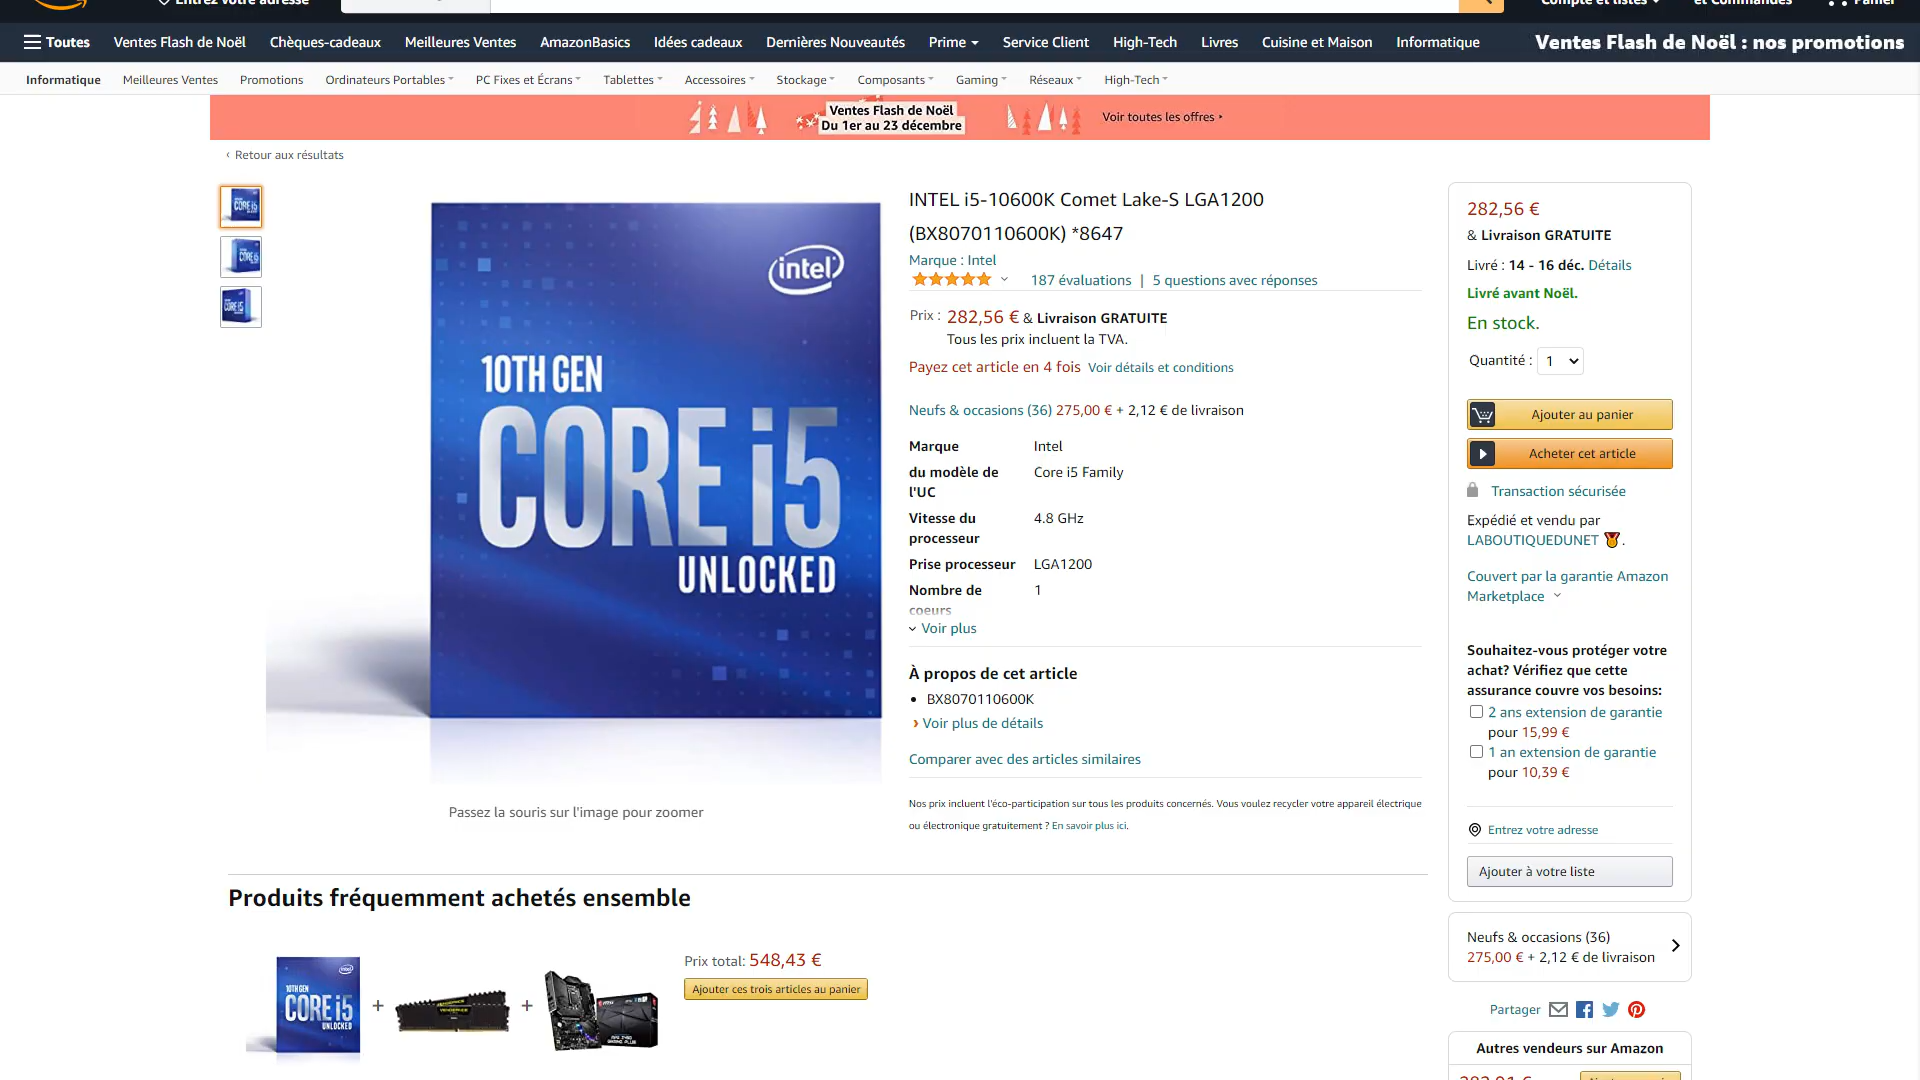 Entrez votre adresse
Compte et listes
et Commandes
Panier
Toutes
Ventes Flash de Noël
Chèques-cadeaux
Meilleures Ventes
AmazonBasics
Idées cadeaux
Dernières Nouveautés
Prime
Service Client
High-Tech
Livres
Cuisine et Maison
Informatique
Ventes Flash de Noël : nos promotions
Informatique
Meilleures Ventes
Promotions
Ordinateurs Portables
PC Fixes et Écrans
Tablettes
Accessoires
Stockage
Composants
Gaming
Réseaux
High-Tech
Ventes Flash de Noël
Du 1er au 23 décembre
Voir toutes les offres ‣
‹ Retour aux résultats
intel
10TH GEN
CORE i5
UNLOCKED
Passez la souris sur l'image pour zoomer
INTEL i5-10600K Comet Lake-S LGA1200
(BX8070110600K) *8647
Marque : Intel
187 évaluations | 5 questions avec réponses
Prix : 282,56 € & Livraison GRATUITE
Tous les prix incluent la TVA.
Payez cet article en 4 fois Voir détails et conditions
Neufs & occasions (36) 275,00 € + 2,12 € de livraison
Marque Intel
du modèle de Core i5 Family
l'UC
Vitesse du 4.8 GHz
processeur
Prise processeur LGA1200
Nombre de 1
coeurs
Voir plus
À propos de cet article
• BX8070110600K
› Voir plus de détails
Comparer avec des articles similaires
Nos prix incluent l'éco-participation sur tous les produits concernés. Vous voulez recycler votre appareil électrique
ou électronique gratuitement ? En savoir plus ici.
282,56 €
& Livraison GRATUITE
Livré : 14 - 16 déc. Détails
Livré avant Noël.
En stock.
Quantité : 1
Ajouter au panier
Acheter cet article
Transaction sécurisée
Expédié et vendu par
LABOUTIQUEDUNET 🏅.
Couvert par la garantie Amazon
Marketplace
Souhaitez-vous protéger votre
achat? Vérifiez que cette
assurance couvre vos besoins:
2 ans extension de garantie
pour 15,99 €
1 an extension de garantie
pour 10,39 €
Entrez votre adresse
Ajouter à votre liste
Neufs & occasions (36)
275,00 € + 2,12 € de livraison
Partager
Autres vendeurs sur Amazon
Produits fréquemment achetés ensemble
intel
10TH GEN
CORE i5
UNLOCKED
+
+
Prix total: 548,43 €
Ajouter ces trois articles au panier